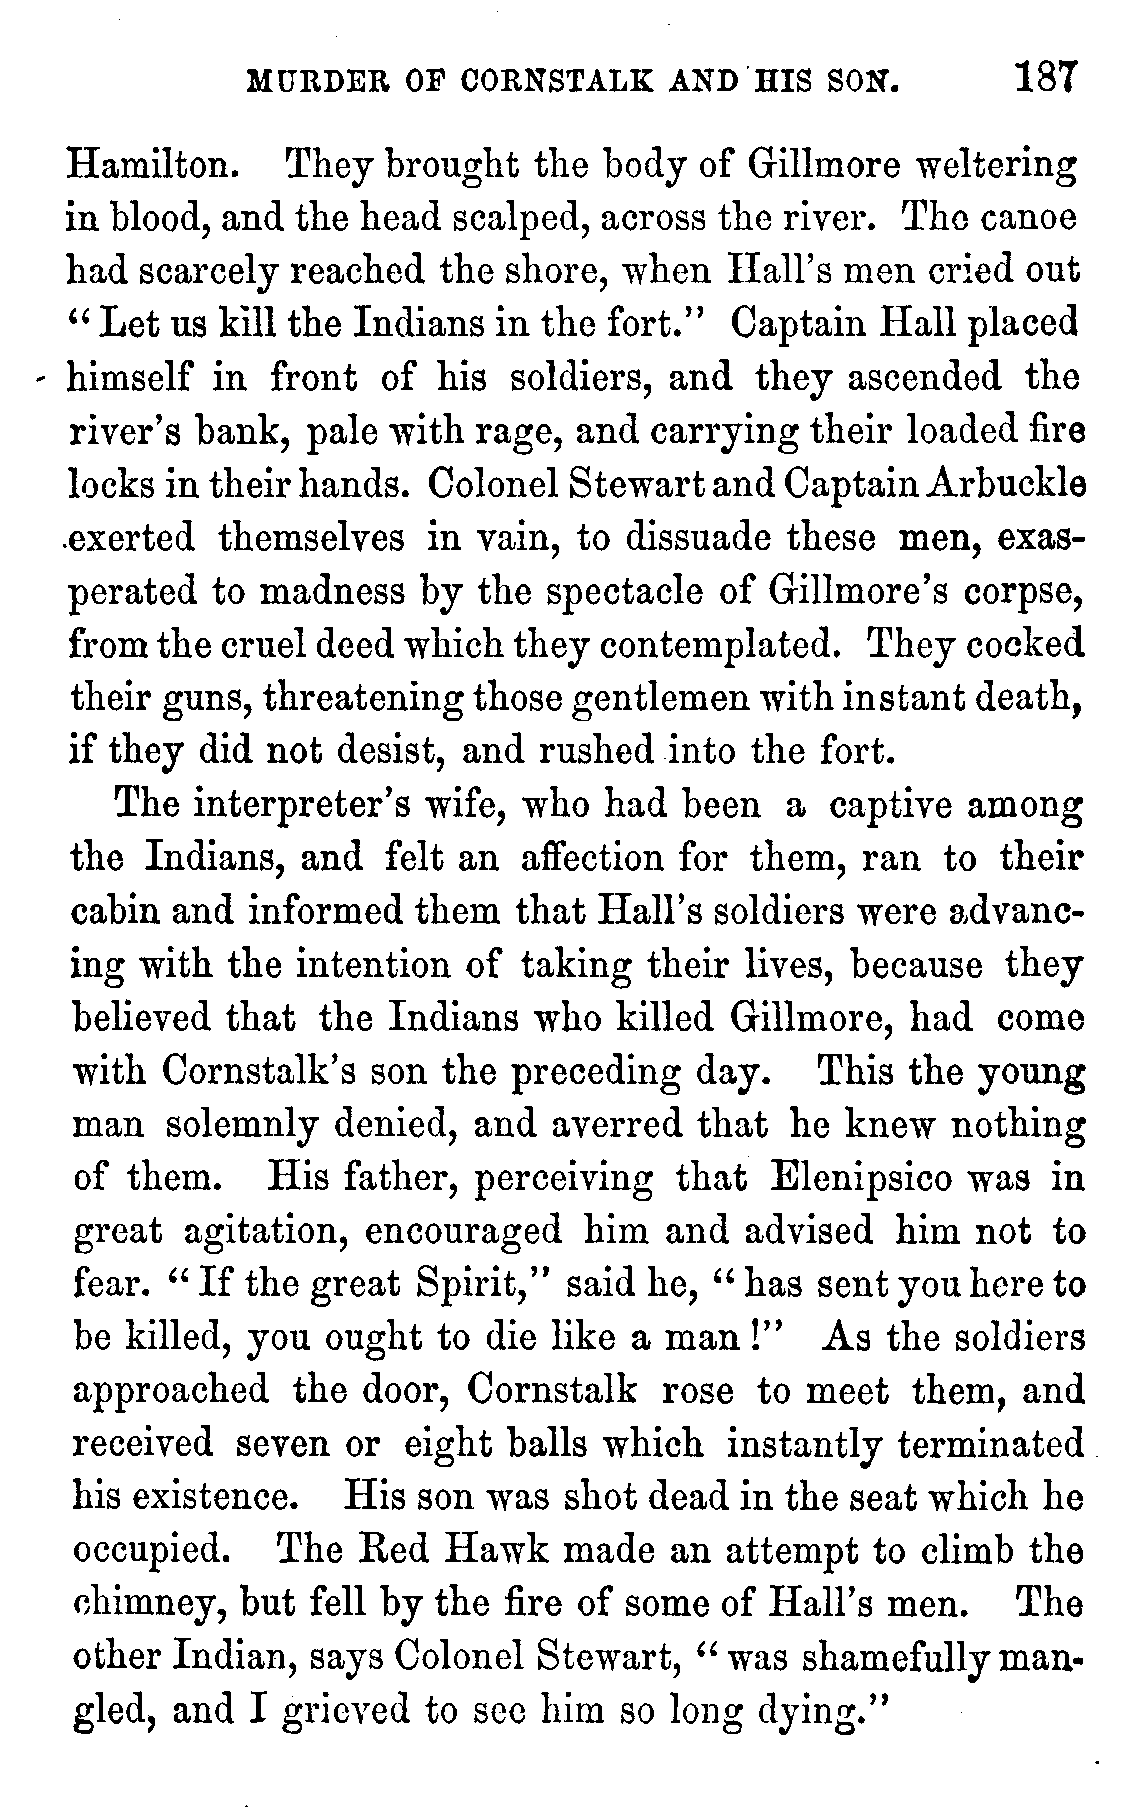 MURDER OF CORNSTALK AND HIS SON. 187
Hamilton. They brought the body of Gillmore weltering
in blood, and the head scalped, across the river. The canoe
had scarcely reached the shore, when Hall's men cried out
"Let us kill the Indians in the fort." Captain Hall placed
himself in front of his soldiers, and they ascended the
river's bank, pale with rage, and carrying their loaded fire
locks in their hands. Colonel Stewart and Captain Arbuckle
exerted themselves in vain, to dissuade these men, exas-
perated to madness by the spectacle of Gillmore's corpse,
from the cruel deed which they contemplated. They cocked
their guns, threatening those gentlemen with instant death,
if they did not desist, and rushed into the fort.
The interpreter's wife, who had been a captive among
the Indians, and felt an affection for them, ran to their
cabin and informed them that Hall's soldiers were advanc-
ing with the intention of taking their lives, because they
believed that the Indians who killed Gillmore, had come
with Cornstalk's son the preceding day. This the young
man solemnly denied, and averred that he knew nothing
of them. His father, perceiving that Elenipsico was in
great agitation, encouraged him and advised him not to
fear. "If the great Spirit," said he, "has sent you here to
be killed, you ought to die like a man!" As the soldiers
approached the door, Cornstalk rose to meet them, and
received seven or eight balls which instantly terminated
his existence. His son was shot dead in the seat which he
occupied. The Red Hawk made an attempt to climb the
chimney, but fell by the fire of some of Hall's men. The
other Indian, says Colonel Stewart, "was shamefully man-
gled, and I grieved to see him so long dying."